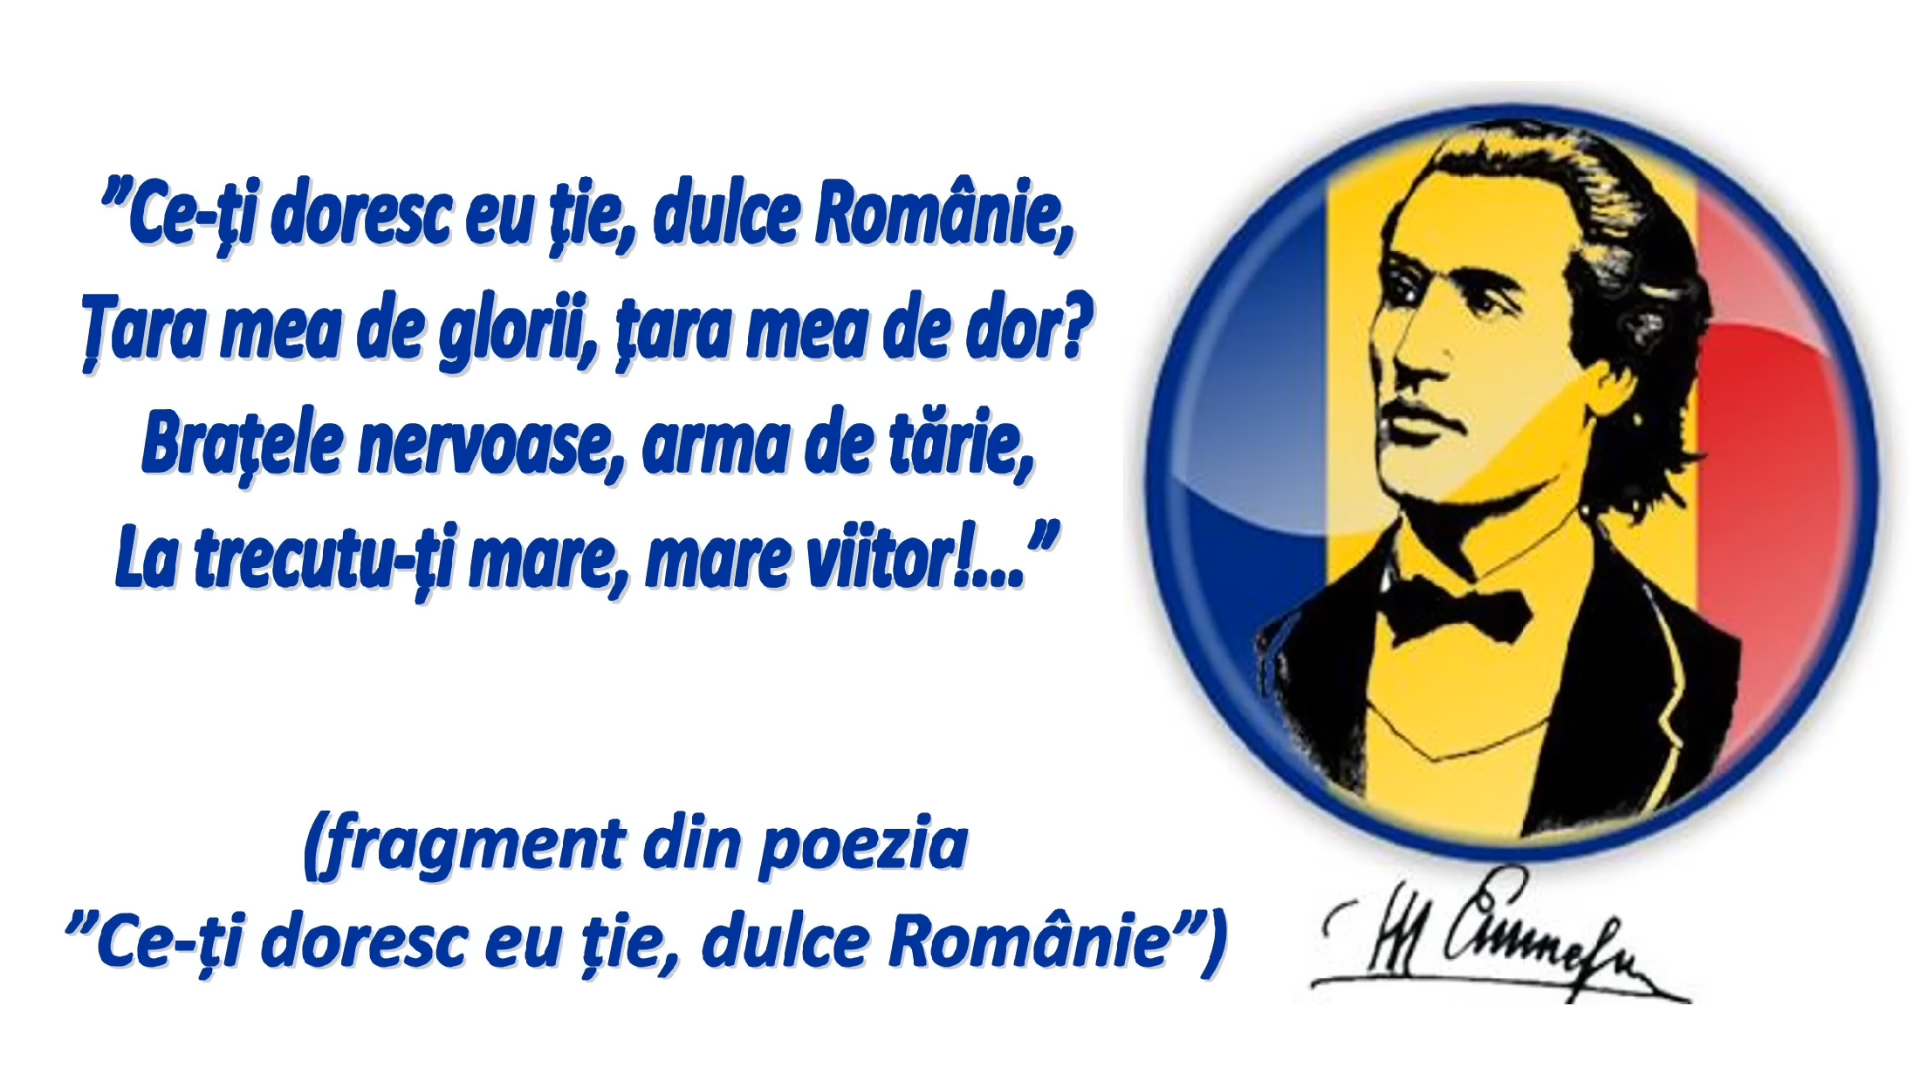 ”Ce-ți doresc eu ție, dulce Românie,
Țara mea de glorii, țara mea de dor?
Brațele nervoase, arma de tărie,
La trecutu-ți mare, mare viitor!...”
(fragment din poezia
”Ce-ți doresc eu ție, dulce Românie”)
M Eminescu